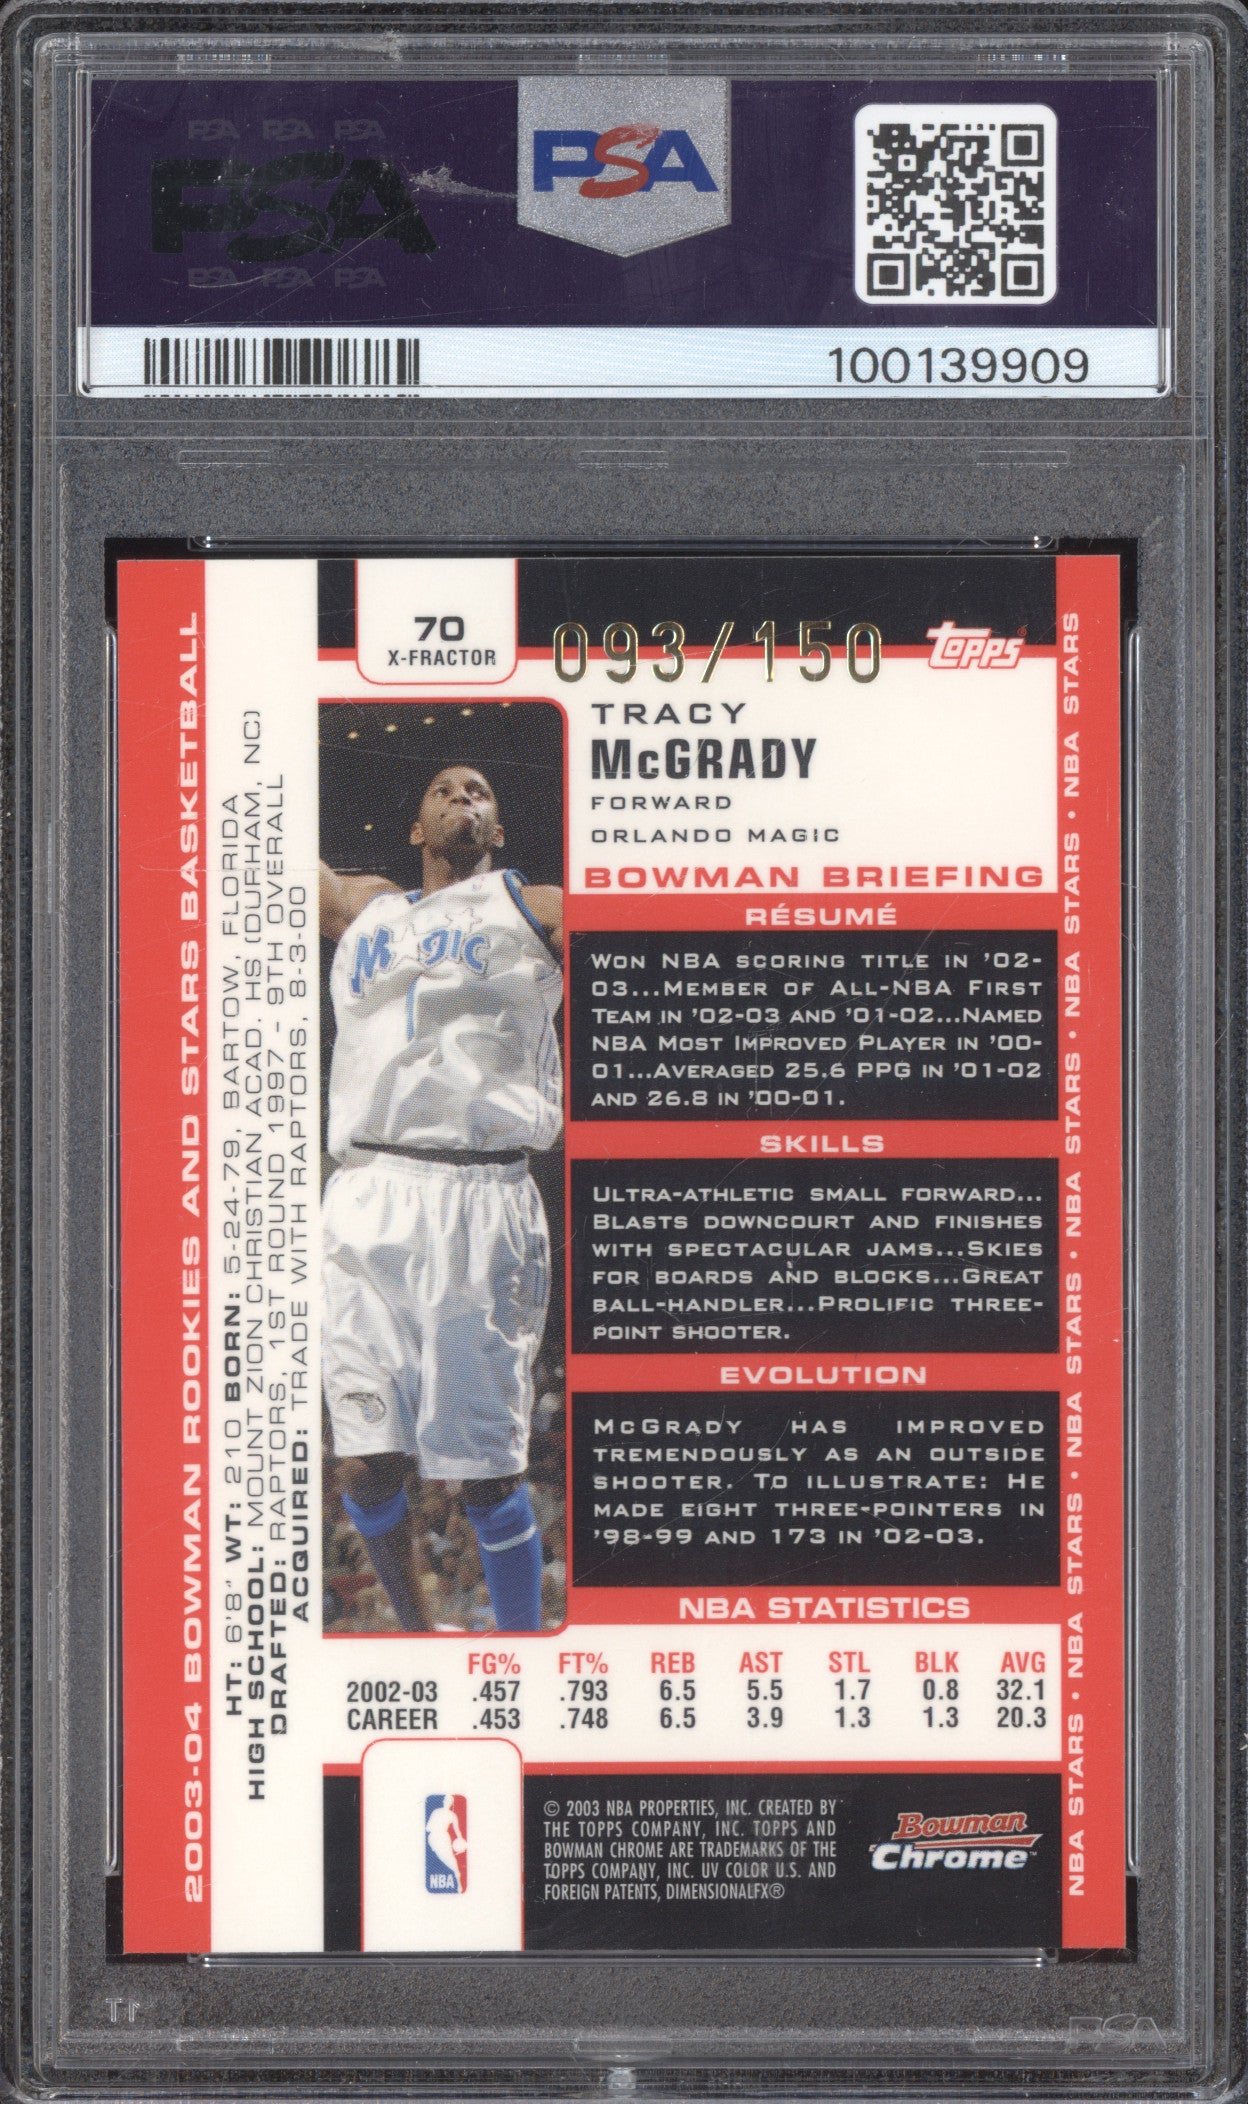 PSA PSA PSA
PSA
PSA PSA PSA
PSA
100139909
70
X-FRACTOR
093/150
TOPPS
TRACY
McGRADY
FORWARD
ORLANDO MAGIC
BOWMAN BRIEFING
RÉSUMÉ
WON NBA SCORING TITLE IN '02-
03...MEMBER OF ALL-NBA FIRST
TEAM IN '02-03 AND '01-02...NAMED
NBA MOST IMPROVED PLAYER IN '00-
01...AVERAGED 25.6 PPG IN '01-02
AND 26.8 IN '00-01.
SKILLS
ULTRA-ATHLETIC SMALL FORWARD...
BLASTS DOWNCOURT AND FINISHES
WITH SPECTACULAR JAMS...SKIES
FOR BOARDS AND BLOCKS...GREAT
BALL-HANDLER...PROLIFIC THREE-
POINT SHOOTER.
EVOLUTION
MCGRADY HAS IMPROVED
TREMENDOUSLY AS AN OUTSIDE
SHOOTER. TO ILLUSTRATE: HE
MADE EIGHT THREE-POINTERS IN
'98-99 AND 173 IN '02-03.
NBA STATISTICS
FG% FT% REB AST STL BLK AVG
2002-03 .457 .793 6.5 5.5 1.7 0.8 32.1
CAREER .453 .748 6.5 3.9 1.3 1.3 20.3
2003-04 BOWMAN ROOKIES AND STARS BASKETBALL
HT: 6'8" WT: 210 BORN: 5-24-79, BARTOW, FLORIDA
HIGH SCHOOL: MOUNT ZION CHRISTIAN ACAD. HS (DURHAM, NC)
DRAFTED: RAPTORS, 1ST ROUND 1997 - 9TH OVERALL
ACQUIRED: TRADE WITH RAPTORS, 8-3-00
MAGIC
1
NBA STARS • NBA STARS • NBA STARS • NBA STARS • NBA STARS • NBA STARS
NBA
© 2003 NBA PROPERTIES, INC. CREATED BY
THE TOPPS COMPANY, INC. TOPPS AND
BOWMAN CHROME ARE TRADEMARKS OF THE
TOPPS COMPANY, INC. UV COLOR U.S. AND
FOREIGN PATENTS, DIMENSIONALFX®
Bowman
Chrome™
PSA